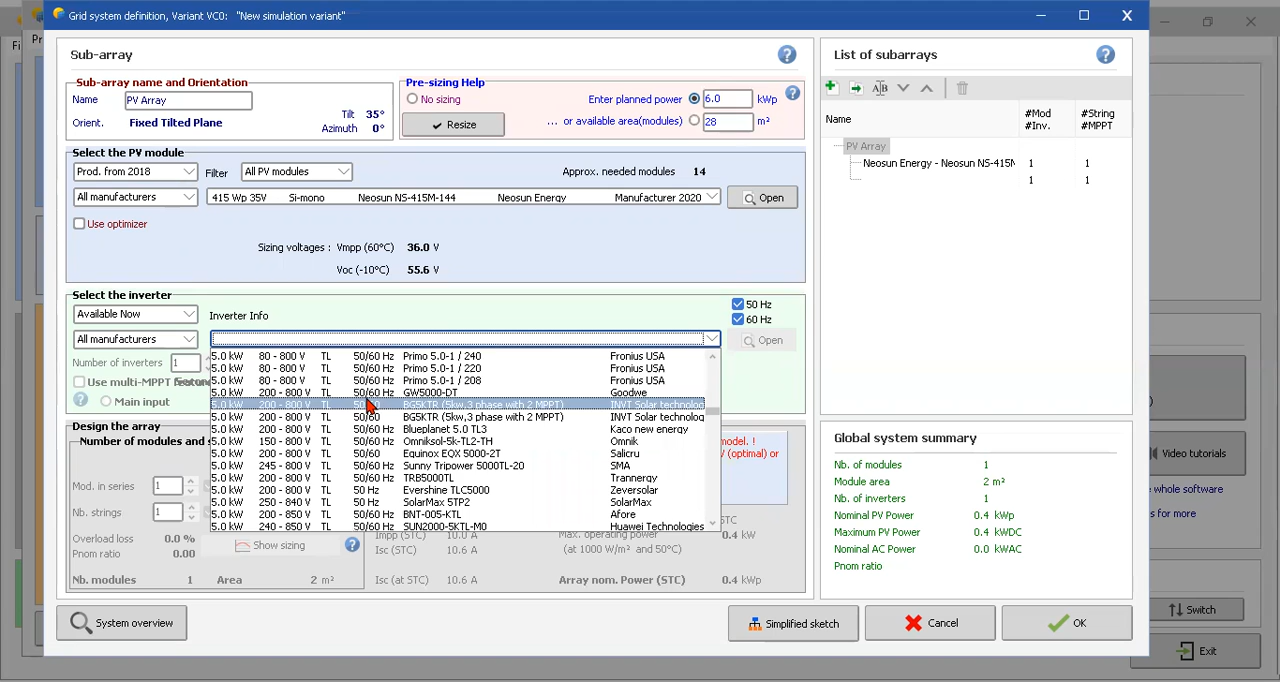 Grid system definition, Variant VC0: "New simulation variant"
Sub-array
Sub-array name and Orientation
Name PV Array
Orient. Fixed Tilted Plane
Tilt 35°
Azimuth 0°
Pre-sizing Help
No sizing
Enter planned power 6.0 kWp
Resize
... or available area(modules) 28 m²
Select the PV module
Prod. from 2018 Filter All PV modules
Approx. needed modules 14
All manufacturers 415 Wp 35V Si-mono Neosun NS-415M-144 Neosun Energy Manufacturer 2020 Open
Use optimizer
Sizing voltages : Vmpp (60°C) 36.0 V
Voc (-10°C) 55.6 V
Select the inverter
Available Now Inverter Info
50 Hz
60 Hz
All manufacturers Open
Number of inverters 1
Use multi-MPPT feature
Main input
5.0 kW 80 - 800 V TL 50/60 Hz Primo 5.0-1 / 240 Fronius USA
5.0 kW 80 - 800 V TL 50/60 Hz Primo 5.0-1 / 220 Fronius USA
5.0 kW 80 - 800 V TL 50/60 Hz Primo 5.0-1 / 208 Fronius USA
5.0 kW 200 - 800 V TL 50/60 Hz GW5000-DT Goodwe
5.0 kW 200 - 800 V TL 50 Hz BG5KTR (5kw,3 phase with 2 MPPT) INVT Solar technolog
5.0 kW 200 - 800 V TL 50/60 BG5KTR (5kw,3 phase with 2 MPPT) INVT Solar technolog
5.0 kW 200 - 800 V TL 50/60 Hz Blueplanet 5.0 TL3 Kaco new energy
5.0 kW 150 - 800 V TL 50/60 Hz Omniksol-5k-TL2-TH Omnik
5.0 kW 200 - 800 V TL 50/60 Equinox EQX 5000-2T Salicru
5.0 kW 245 - 800 V TL 50/60 Hz Sunny Tripower 5000TL-20 SMA
5.0 kW 200 - 800 V TL 50/60 Hz TRB5000TL Trannergy
5.0 kW 200 - 800 V TL 50 Hz Evershine TLC5000 Zeversolar
5.0 kW 250 - 840 V TL 50 Hz SolarMax 5TP2 SolarMax
5.0 kW 200 - 850 V TL 50/60 Hz BNT-005-KTL Afore
5.0 kW 240 - 850 V TL 50/60 Hz SUN2000-5KTL-M0 Huawei Technologies
Design the array
Number of modules and s
Mod. in series 1
Nb. strings 1
Overload loss 0.0 %
Pnom ratio 0.00
Show sizing
Nb. modules 1 Area 2 m²
model. !
V (optimal) or
STC
Impp (STC) 10.0 A
Isc (STC) 10.6 A
Isc (at STC) 10.6 A
Max. operating power 0.4 kW
(at 1000 W/m² and 50°C)
Array nom. Power (STC) 0.4 kWp
List of subarrays
Name #Mod #Inv. #String #MPPT
PV Array
Neosun Energy - Neosun NS-415M 1 1
1 1
Global system summary
Nb. of modules 1
Module area 2 m²
Nb. of inverters 1
Nominal PV Power 0.4 kWp
Maximum PV Power 0.4 kWDC
Nominal AC Power 0.0 kWAC
Pnom ratio
System overview
Simplified sketch
Cancel
OK
Fi
Pr
)
Video tutorials
e whole software
s for more
Switch
Exit